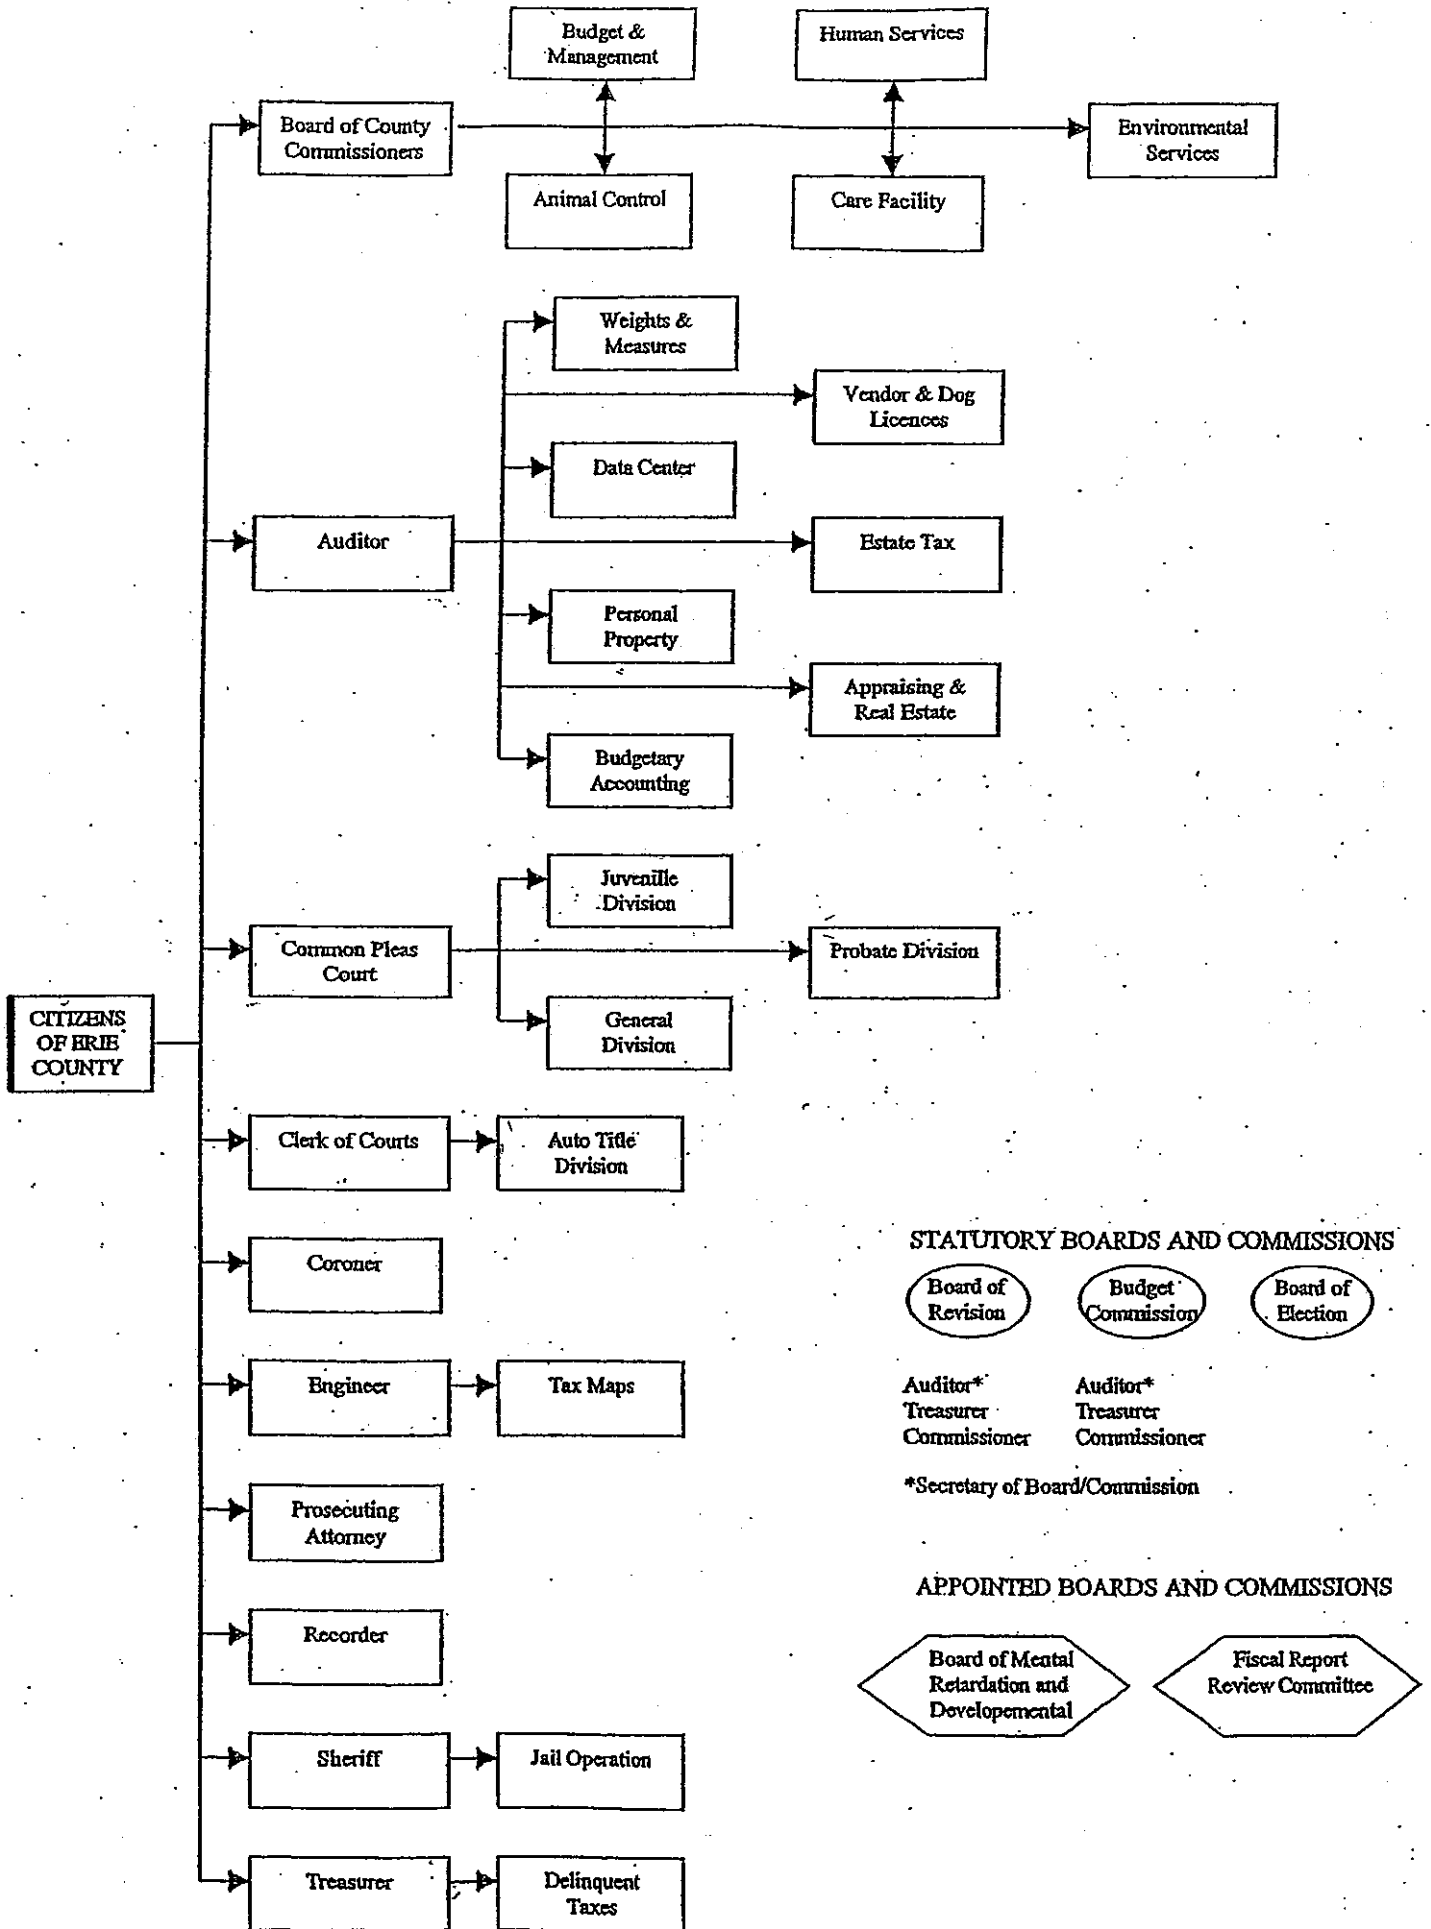 Budget &
Management
Human Services
Board of County
Commissioners
Environmental
Services
Animal Control
Care Facility
Weights &
Measures
Vendor & Dog
Licences
Data Center
Auditor
Estate Tax
Personal
Property
Appraising &
Real Estate
Budgetary
Accounting
Juvenille
Division
Common Pleas
Court
Probate Division
General
Division
CITIZENS
OF ERIE
COUNTY
Clerk of Courts
Auto Title
Division
Coroner
Engineer
Tax Maps
Prosecuting
Attorney
Recorder
Sheriff
Jail Operation
Treasurer
Delinquent
Taxes
STATUTORY BOARDS AND COMMISSIONS
Board of
Revision
Budget
Commission
Board of
Election
Auditor*
Treasurer
Commissioner
Auditor*
Treasurer
Commissioner
*Secretary of Board/Commission
APPOINTED BOARDS AND COMMISSIONS
Board of Mental
Retardation and
Developemental
Fiscal Report
Review Committee